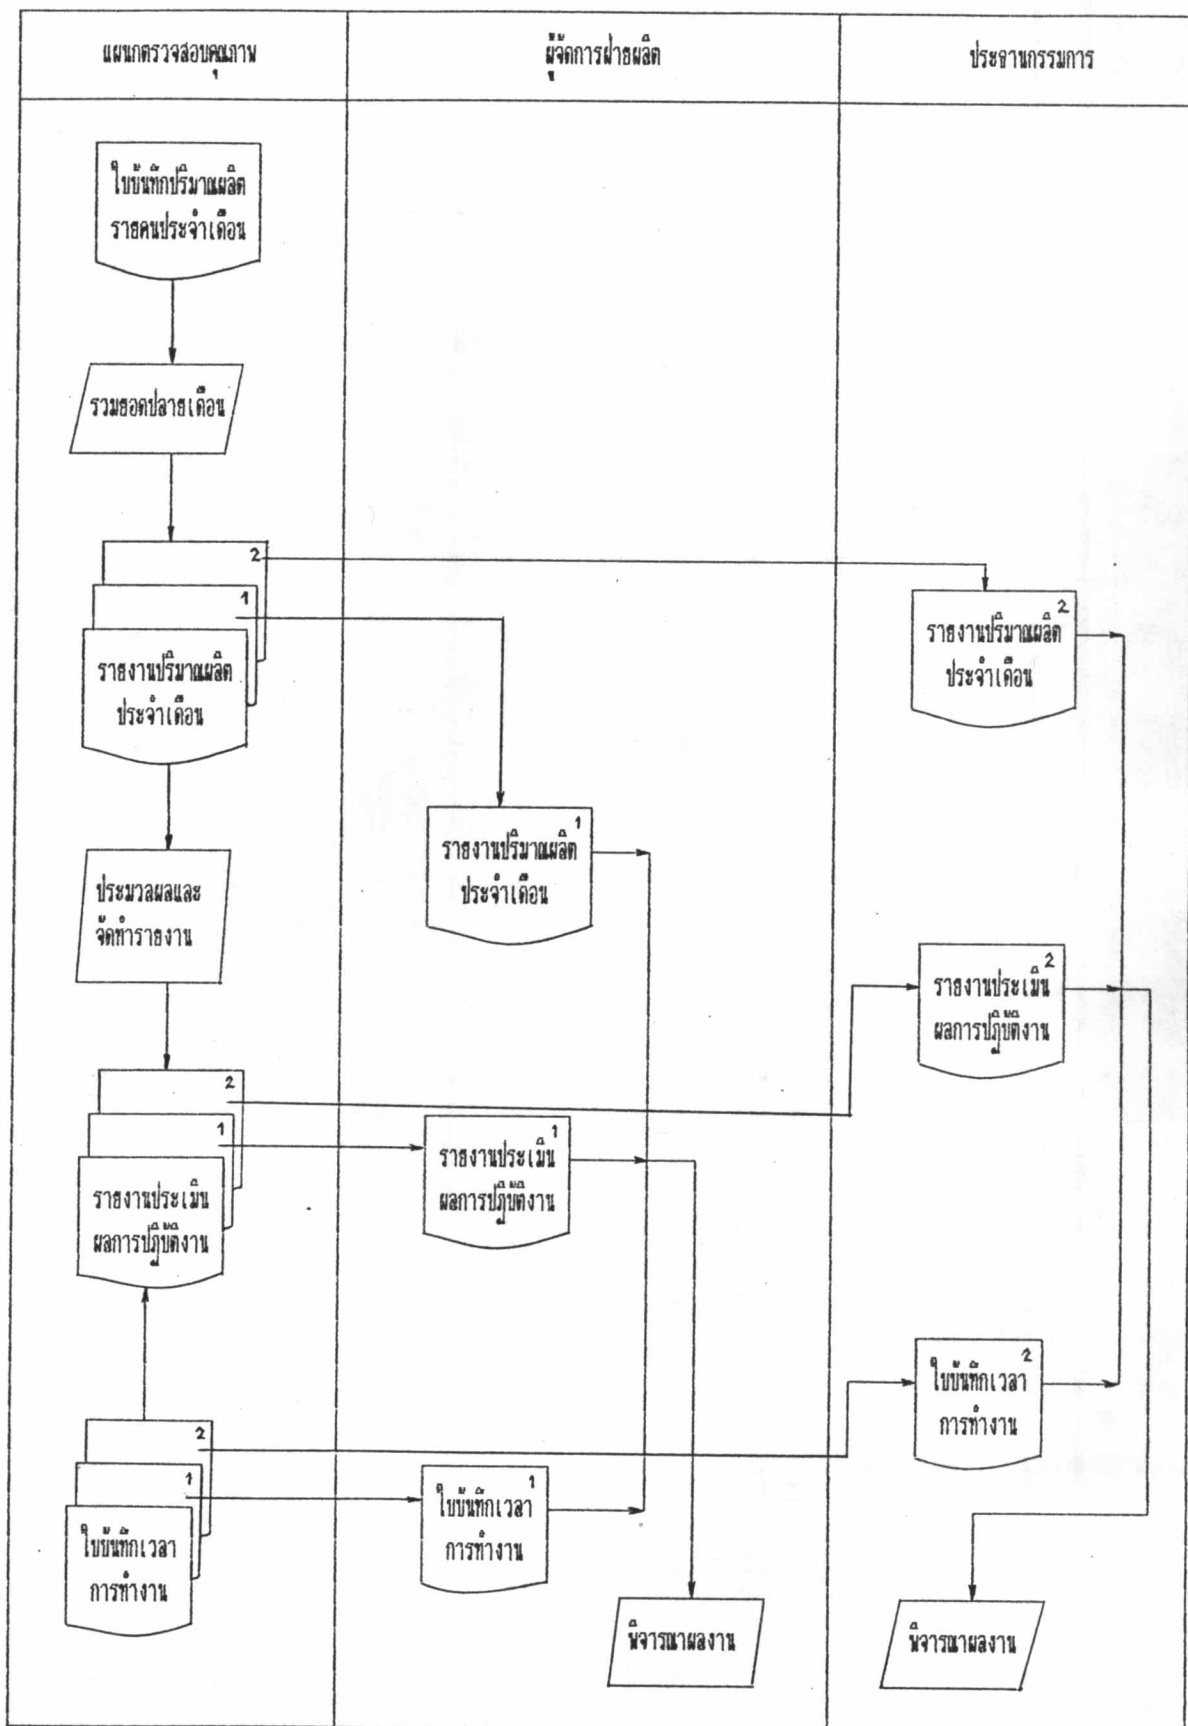 แผนกตรวจสอบคุณภาพ
ผู้จัดการฝ่ายผลิต
ประธานกรรมการ
ใบบันทึกปริมาณผลิต
รายคนประจำเดือน
รวมยอดปลายเดือน
2
1
รายงานปริมาณผลิต
ประจำเดือน
2
รายงานปริมาณผลิต
ประจำเดือน
1
รายงานปริมาณผลิต
ประจำเดือน
ประมวลผลและ
จัดทำรายงาน
2
รายงานประเมิน
ผลการปฏิบัติงาน
2
1
รายงานประเมิน
ผลการปฏิบัติงาน
1
รายงานประเมิน
ผลการปฏิบัติงาน
2
ใบบันทึกเวลา
การทำงาน
2
1
ใบบันทึกเวลา
การทำงาน
1
ใบบันทึกเวลา
การทำงาน
พิจารณาผลงาน
พิจารณาผลงาน